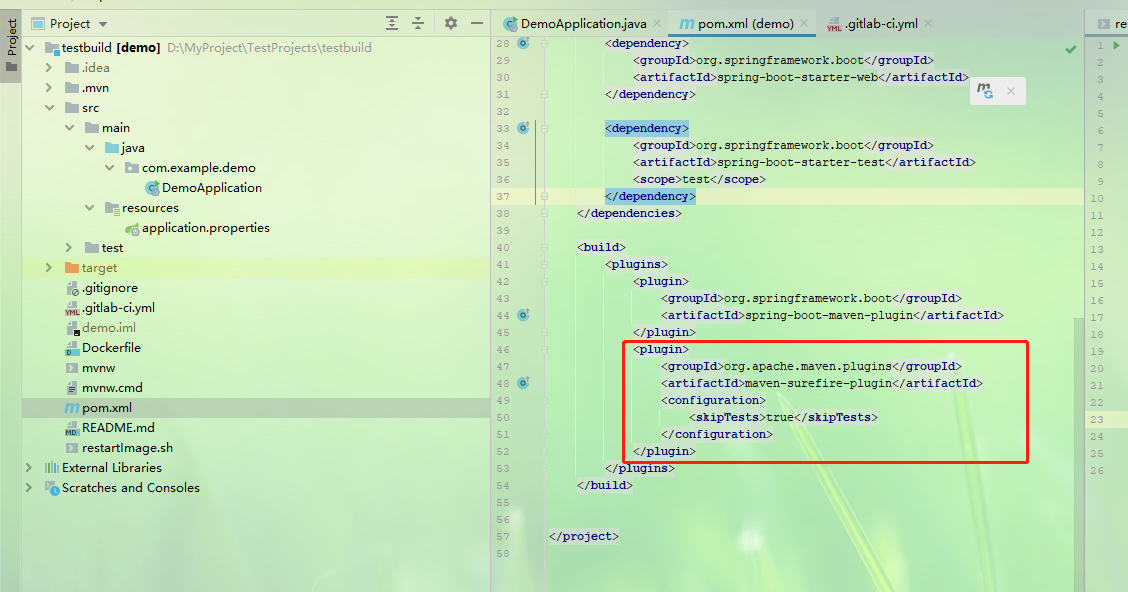 Project
Project
testbuild [demo] D:\MyProject\TestProjects\testbuild
.idea
.mvn
src
main
java
com.example.demo
DemoApplication
resources
application.properties
test
target
.gitignore
.gitlab-ci.yml
demo.iml
Dockerfile
mvnw
mvnw.cmd
pom.xml
README.md
restartImage.sh
External Libraries
Scratches and Consoles
DemoApplication.java
pom.xml (demo)
.gitlab-ci.yml
28 <dependency>
29 <groupId>org.springframework.boot</groupId>
30 <artifactId>spring-boot-starter-web</artifactId>
31 </dependency>
32
33 <dependency>
34 <groupId>org.springframework.boot</groupId>
35 <artifactId>spring-boot-starter-test</artifactId>
36 <scope>test</scope>
37 </dependency>
38 </dependencies>
39
40 <build>
41 <plugins>
42 <plugin>
43 <groupId>org.springframework.boot</groupId>
44 <artifactId>spring-boot-maven-plugin</artifactId>
45 </plugin>
46 <plugin>
47 <groupId>org.apache.maven.plugins</groupId>
48 <artifactId>maven-surefire-plugin</artifactId>
49 <configuration>
50 <skipTests>true</skipTests>
51 </configuration>
52 </plugin>
53 </plugins>
54 </build>
55
56
57 </project>
58
re
1
2
3
4
5
6
7
8
9
10
11
12
13
14
15
16
17
18
19
20
21
22
23
24
25
26